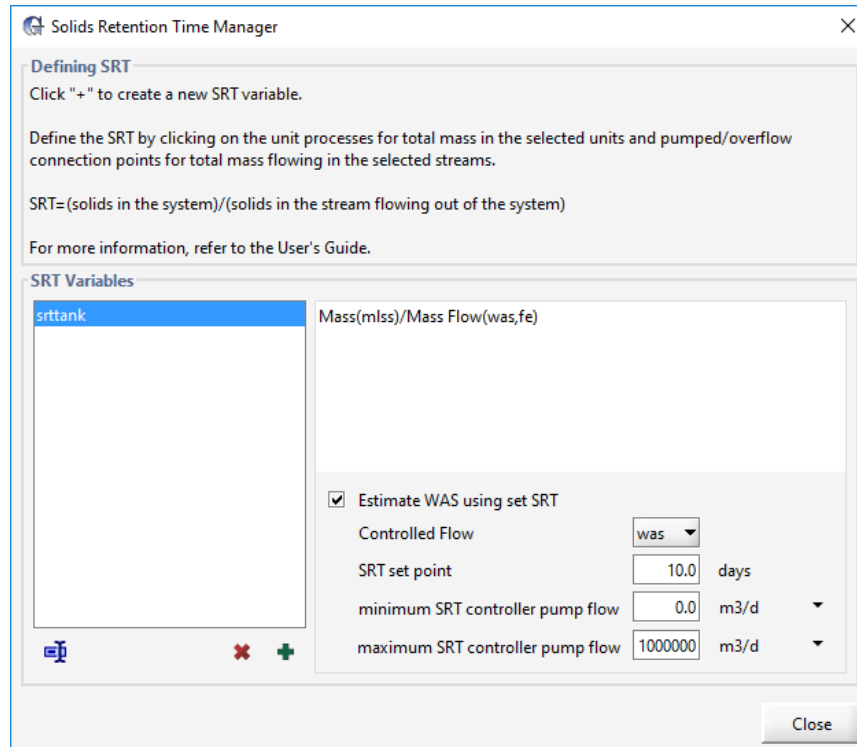 Solids Retention Time Manager
Defining SRT
Click "+" to create a new SRT variable.
Define the SRT by clicking on the unit processes for total mass in the selected units and pumped/overflow
connection points for total mass flowing in the selected streams.
SRT=(solids in the system)/(solids in the stream flowing out of the system)
For more information, refer to the User's Guide.
SRT Variables
srttank
Mass(mlss)/Mass Flow(was,fe)
Estimate WAS using set SRT
Controlled Flow was
SRT set point 10.0 days
minimum SRT controller pump flow 0.0 m3/d
maximum SRT controller pump flow 1000000 m3/d
Close